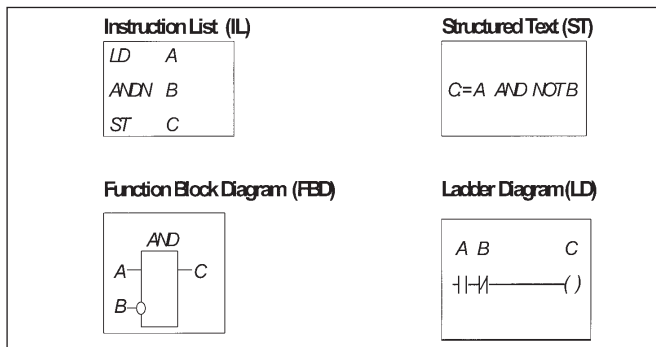 Instruction List (IL)
LD A
ANDN B
ST C
Structured Text (ST)
C:=A AND NOT B
Function Block Diagram (FBD)
AND
A
C
B
Ladder Diagram (LD)
A B C